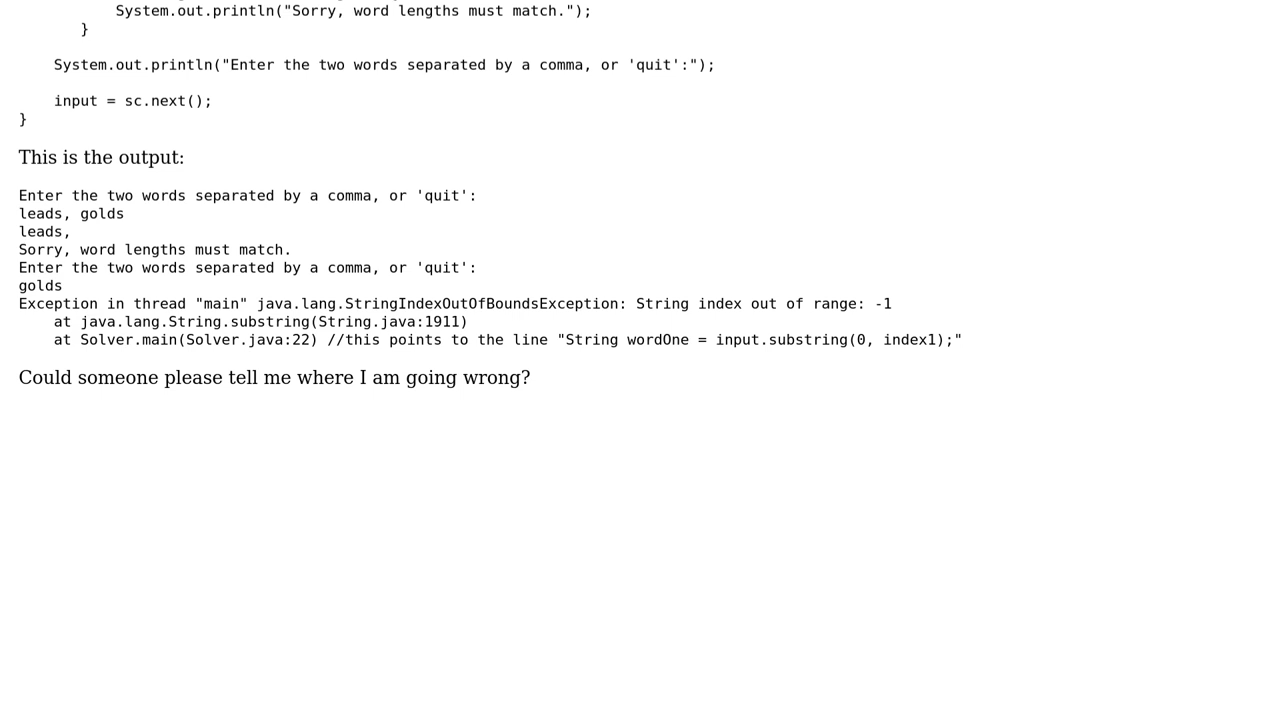 System.out.println("Sorry, word lengths must match.");
}
System.out.println("Enter the two words separated by a comma, or 'quit':");
input = sc.next();
}
This is the output:
Enter the two words separated by a comma, or 'quit':
leads, golds
leads,
Sorry, word lengths must match.
Enter the two words separated by a comma, or 'quit':
golds
Exception in thread "main" java.lang.StringIndexOutOfBoundsException: String index out of range: -1
at java.lang.String.substring(String.java:1911)
at Solver.main(Solver.java:22) //this points to the line "String wordOne = input.substring(0, index1);"
Could someone please tell me where I am going wrong?